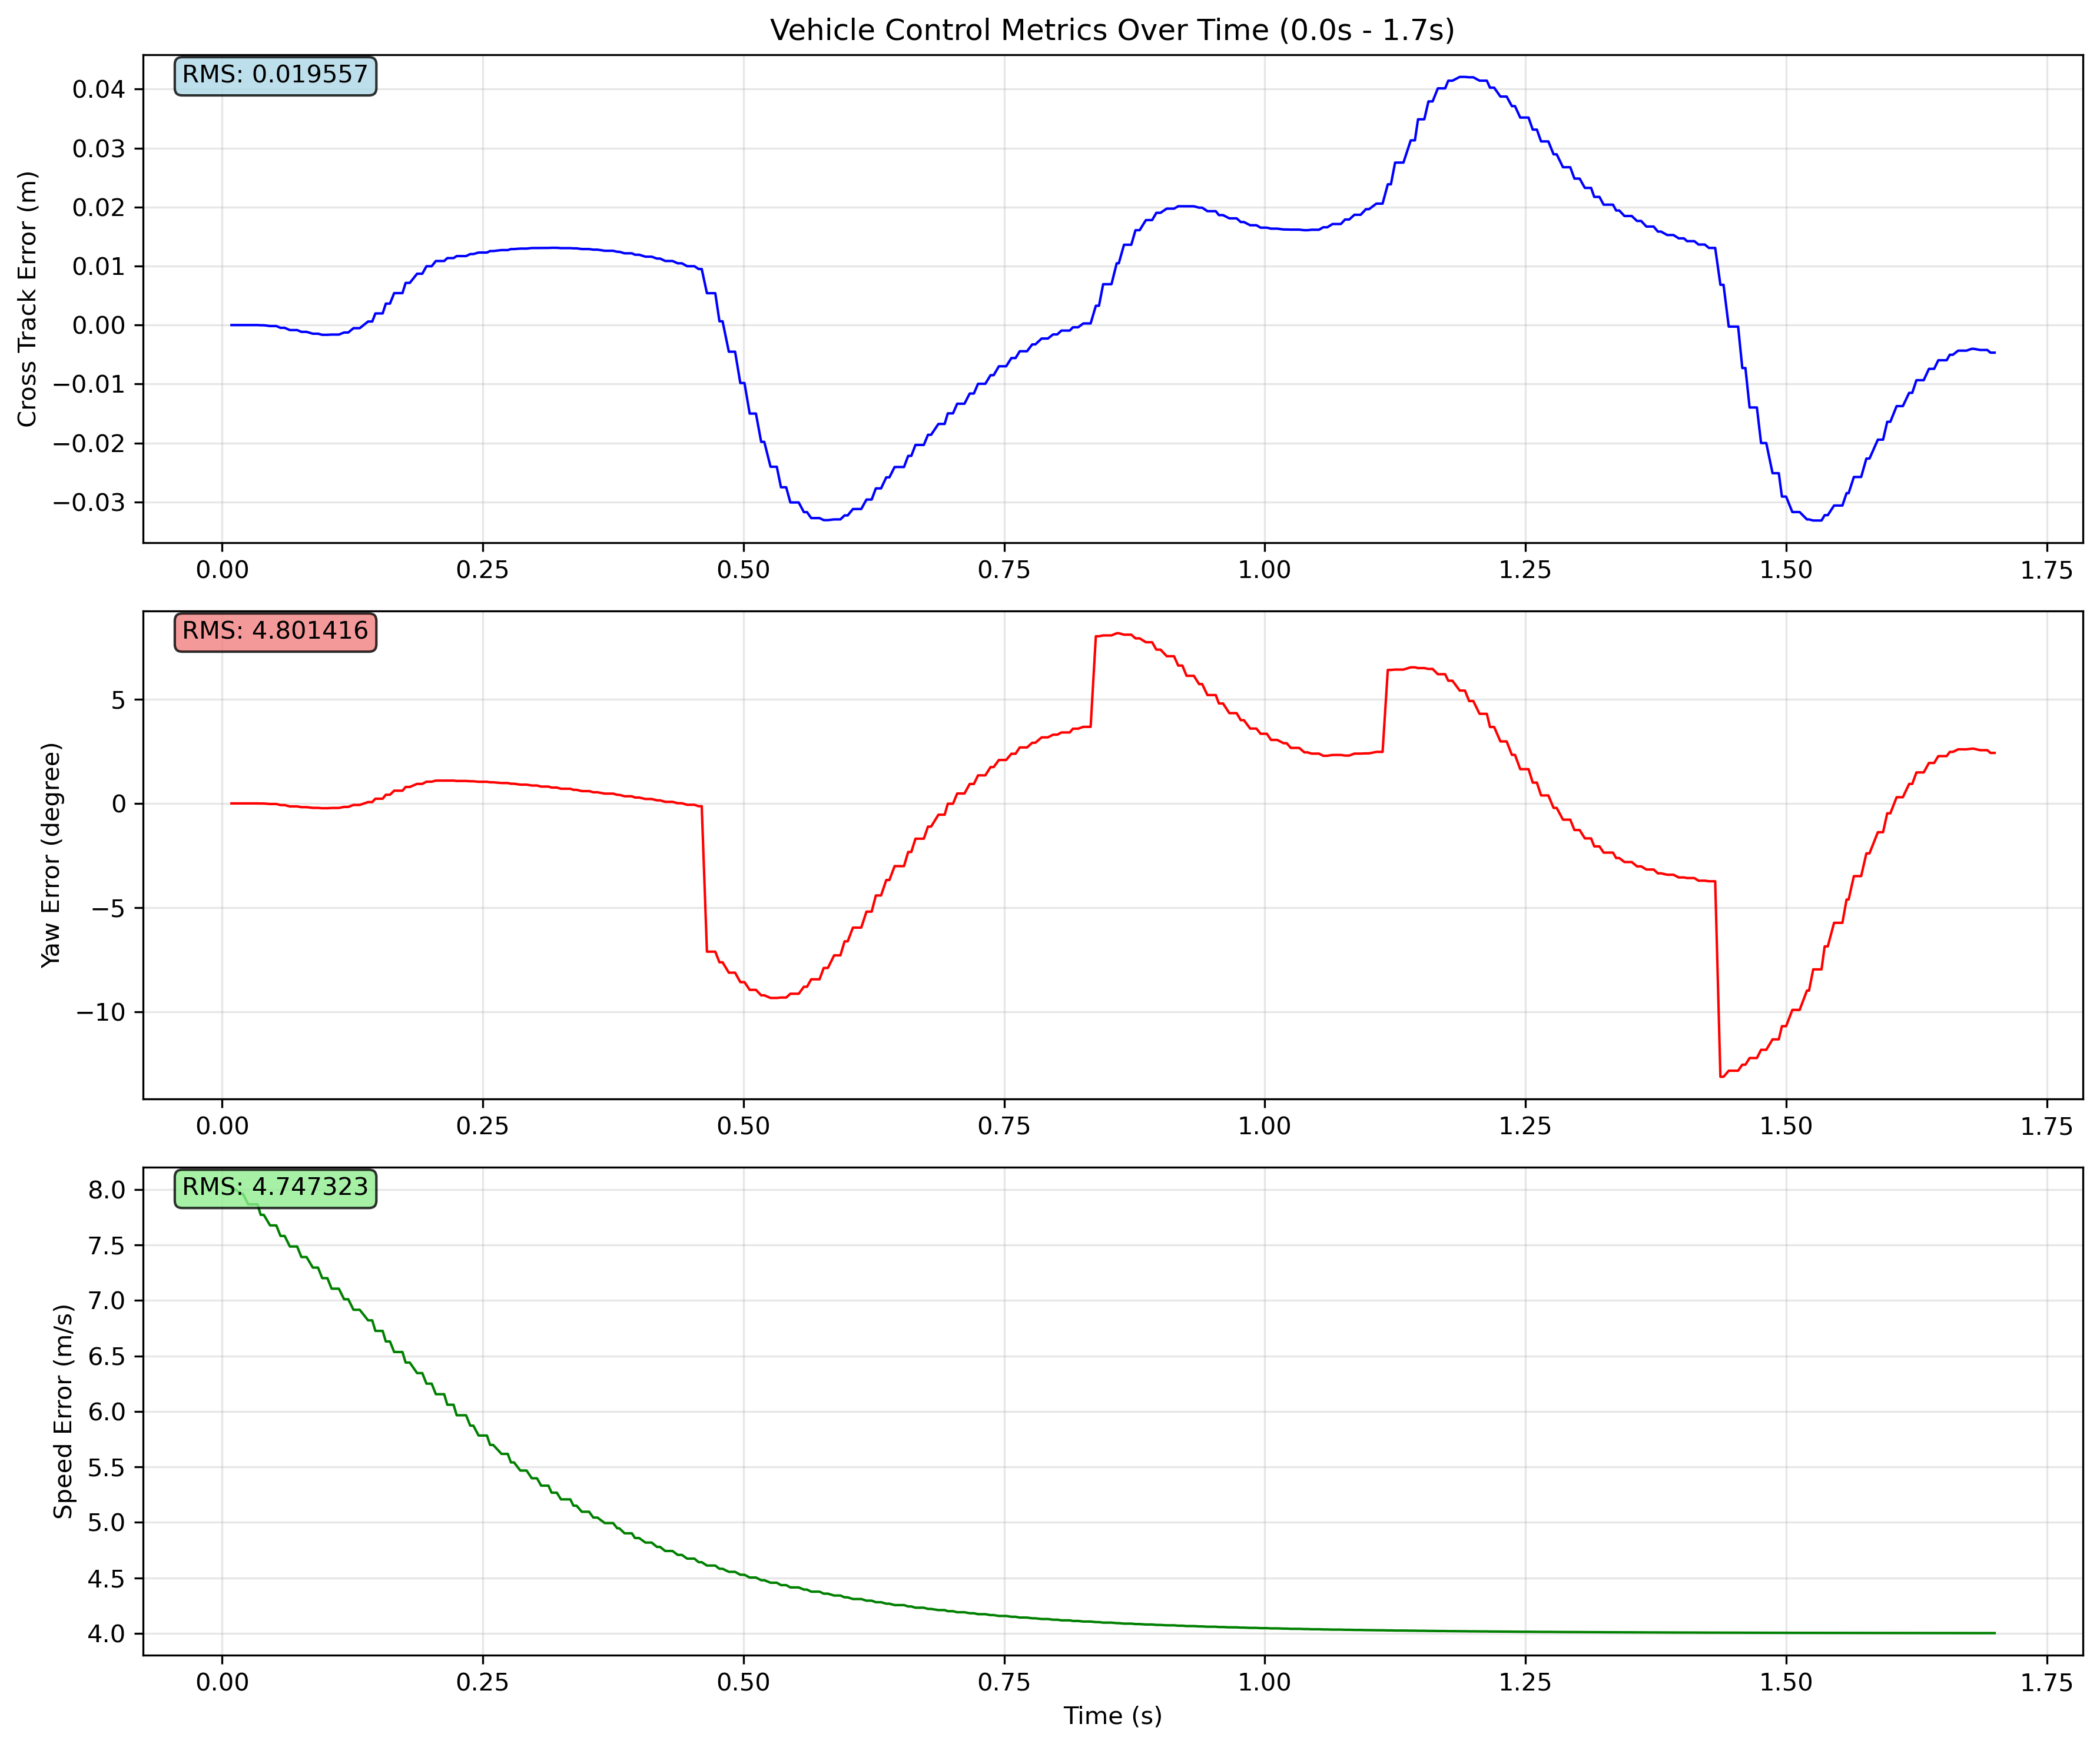 Vehicle Control Metrics Over Time (0.0s - 1.7s)
RMS: 0.019557
Cross Track Error (m)
0.04
0.03
0.02
0.01
0.00
−0.01
−0.02
−0.03
0.00 0.25 0.50 0.75 1.00 1.25 1.50 1.75
RMS: 4.801416
Yaw Error (degree)
5
0
−5
−10
0.00 0.25 0.50 0.75 1.00 1.25 1.50 1.75
RMS: 4.747323
Speed Error (m/s)
8.0
7.5
7.0
6.5
6.0
5.5
5.0
4.5
4.0
0.00 0.25 0.50 0.75 1.00 1.25 1.50 1.75
Time (s)